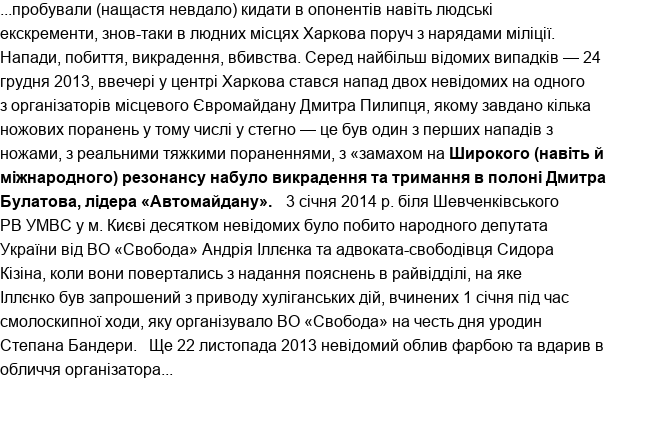 ...пробували (нащастя невдало) кидати в опонентів навіть людські
екскременти, знов-таки в людних місцях Харкова поруч з нарядами міліції.
Напади, побиття, викрадення, вбивства. Серед найбільш відомих випадків — 24
грудня 2013, ввечері у центрі Харкова стався напад двох невідомих на одного
з організаторів місцевого Євромайдану Дмитра Пилипця, якому завдано кілька
ножових поранень у тому числі у стегно — це був один з перших нападів з
ножами, з реальними тяжкими пораненнями, з «замахом на Широкого (навіть й
міжнародного) резонансу набуло викрадення та тримання в полоні Дмитра
Булатова, лідера «Автомайдану». 3 січня 2014 р. біля Шевченківського
РВ УМВС у м. Києві десятком невідомих було побито народного депутата
України від ВО «Свобода» Андрія Іллєнка та адвоката-свободівця Сидора
Кізіна, коли вони повертались з надання пояснень в райвідділі, на яке
Іллєнко був запрошений з приводу хуліганських дій, вчинених 1 січня під час
смолоскипної ходи, яку організувало ВО «Свобода» на честь дня уродин
Степана Бандери. Ще 22 листопада 2013 невідомий облив фарбою та вдарив в
обличчя організатора...